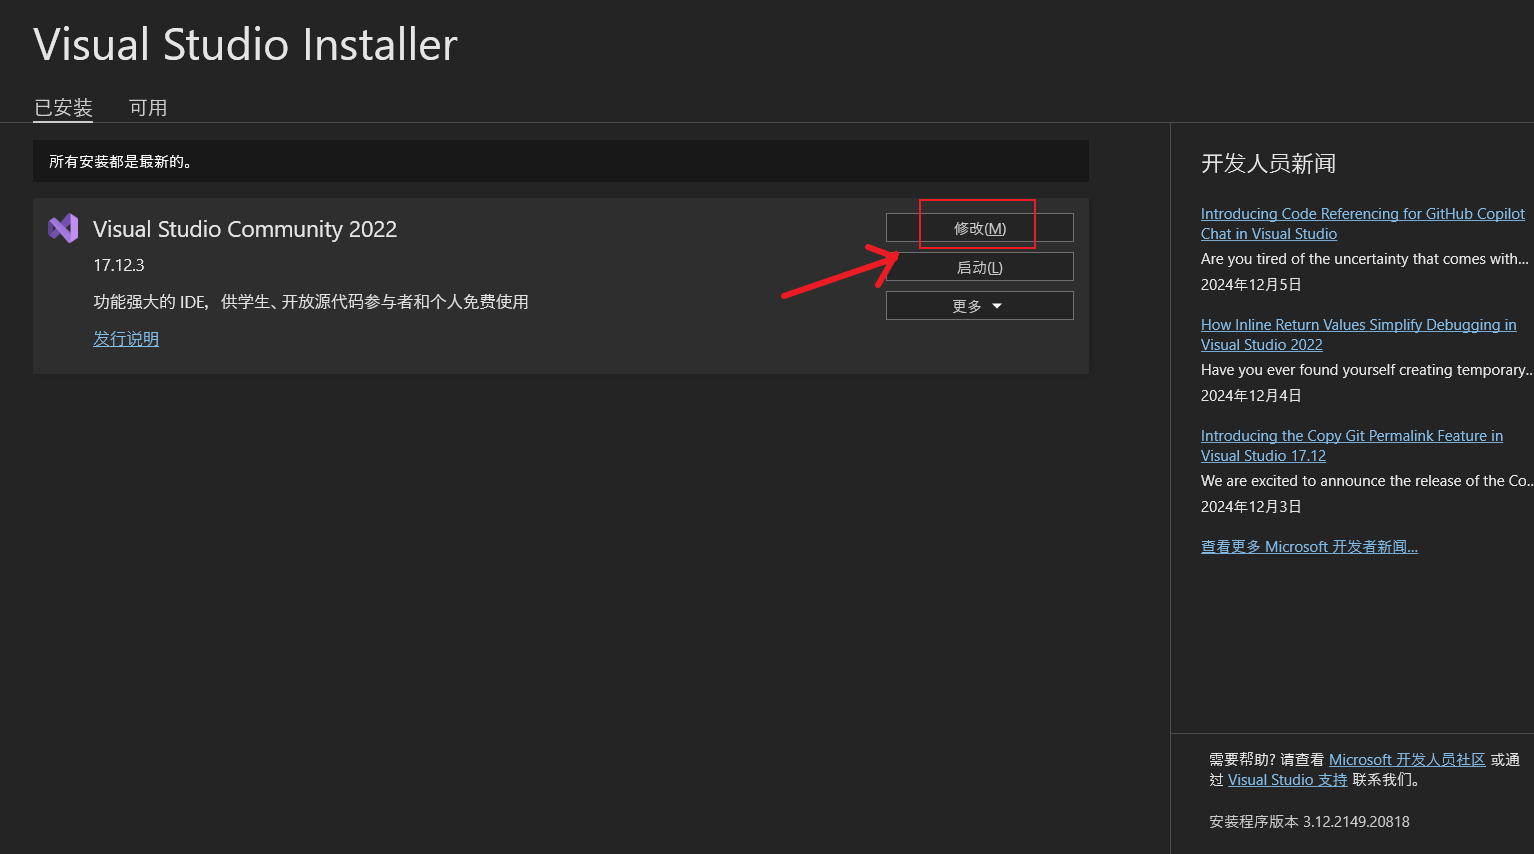 Visual Studio Installer
已安装 可用
所有安装都是最新的。
Visual Studio Community 2022
17.12.3
功能强大的 IDE，供学生、开放源代码参与者和个人免费使用
发行说明
修改(M)
启动(L)
更多
开发人员新闻
Introducing Code Referencing for GitHub Copilot
Chat in Visual Studio
Are you tired of the uncertainty that comes with...
2024年12月5日
How Inline Return Values Simplify Debugging in
Visual Studio 2022
Have you ever found yourself creating temporary...
2024年12月4日
Introducing the Copy Git Permalink Feature in
Visual Studio 17.12
We are excited to announce the release of the Co...
2024年12月3日
查看更多 Microsoft 开发者新闻...
需要帮助? 请查看 Microsoft 开发人员社区 或通
过 Visual Studio 支持 联系我们。
安装程序版本 3.12.2149.20818